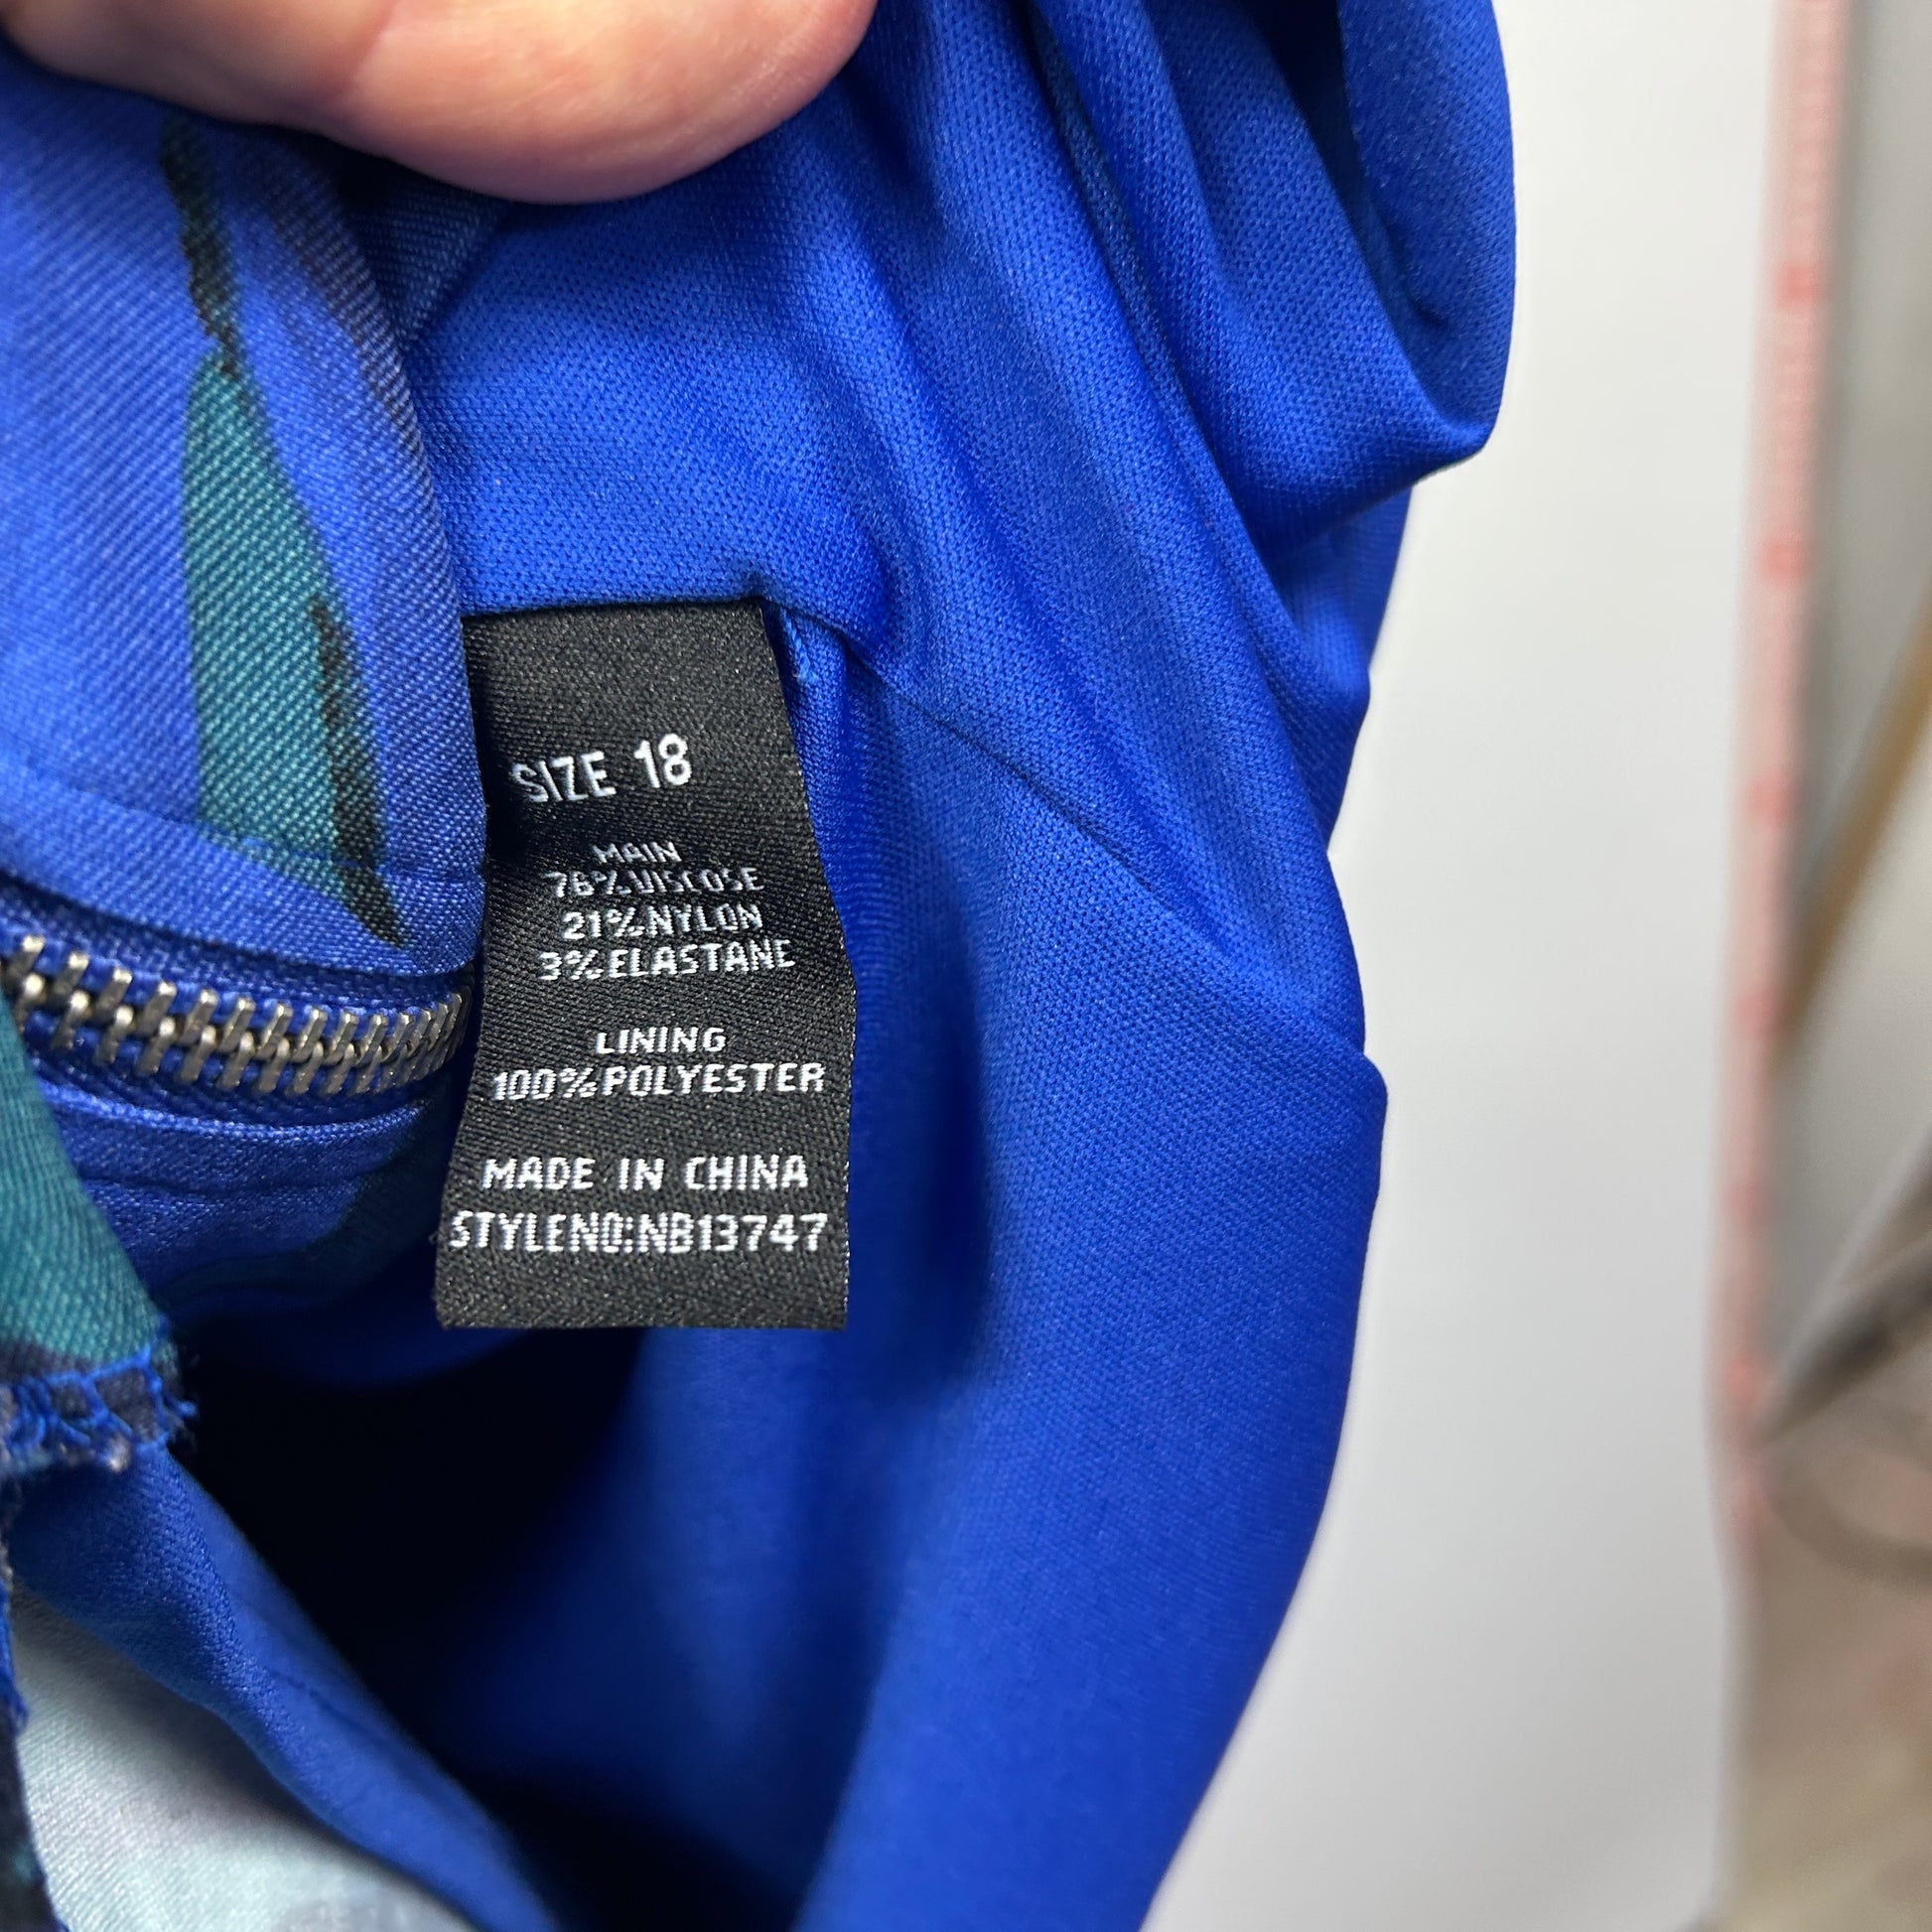 SIZE 18
MAIN
76%VISCOSE
21%NYLON
3%ELASTANE
LINING
100%POLYESTER
MADE IN CHINA
STYLENO:NB13747